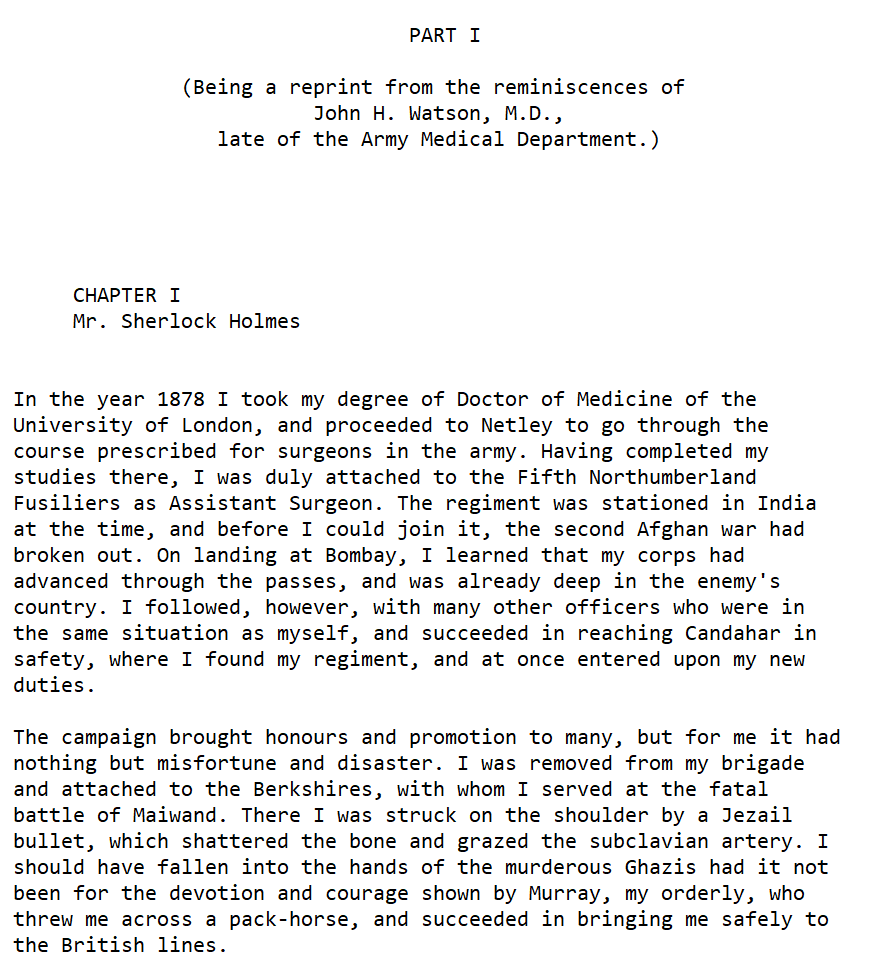 PART I
(Being a reprint from the reminiscences of
John H. Watson, M.D.,
late of the Army Medical Department.)
CHAPTER I
Mr. Sherlock Holmes
In the year 1878 I took my degree of Doctor of Medicine of the
University of London, and proceeded to Netley to go through the
course prescribed for surgeons in the army. Having completed my
studies there, I was duly attached to the Fifth Northumberland
Fusiliers as Assistant Surgeon. The regiment was stationed in India
at the time, and before I could join it, the second Afghan war had
broken out. On landing at Bombay, I learned that my corps had
advanced through the passes, and was already deep in the enemy's
country. I followed, however, with many other officers who were in
the same situation as myself, and succeeded in reaching Candahar in
safety, where I found my regiment, and at once entered upon my new
duties.
The campaign brought honours and promotion to many, but for me it had
nothing but misfortune and disaster. I was removed from my brigade
and attached to the Berkshires, with whom I served at the fatal
battle of Maiwand. There I was struck on the shoulder by a Jezail
bullet, which shattered the bone and grazed the subclavian artery. I
should have fallen into the hands of the murderous Ghazis had it not
been for the devotion and courage shown by Murray, my orderly, who
threw me across a pack-horse, and succeeded in bringing me safely to
the British lines.